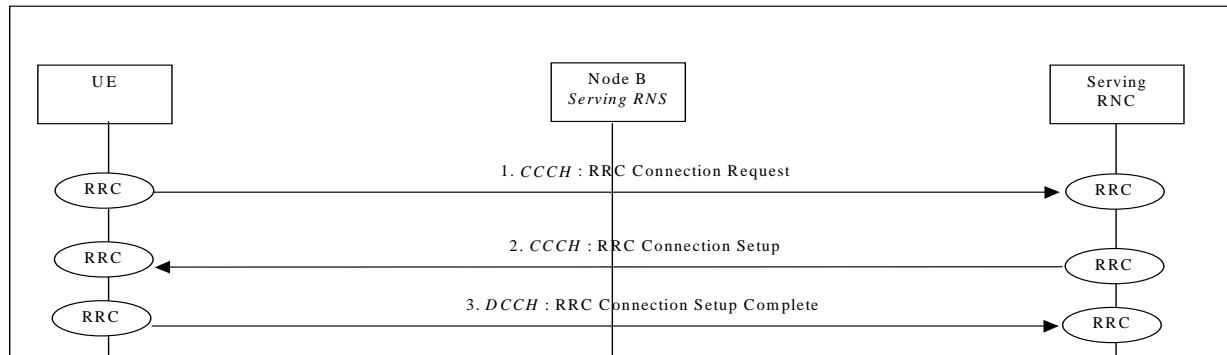 UE
Node B
Serving RNS
Serving
RNC
1. CCCH : RRC Connection Request
RRC
RRC
2. CCCH : RRC Connection Setup
RRC
RRC
3. DCCH : RRC Connection Setup Complete
RRC
RRC